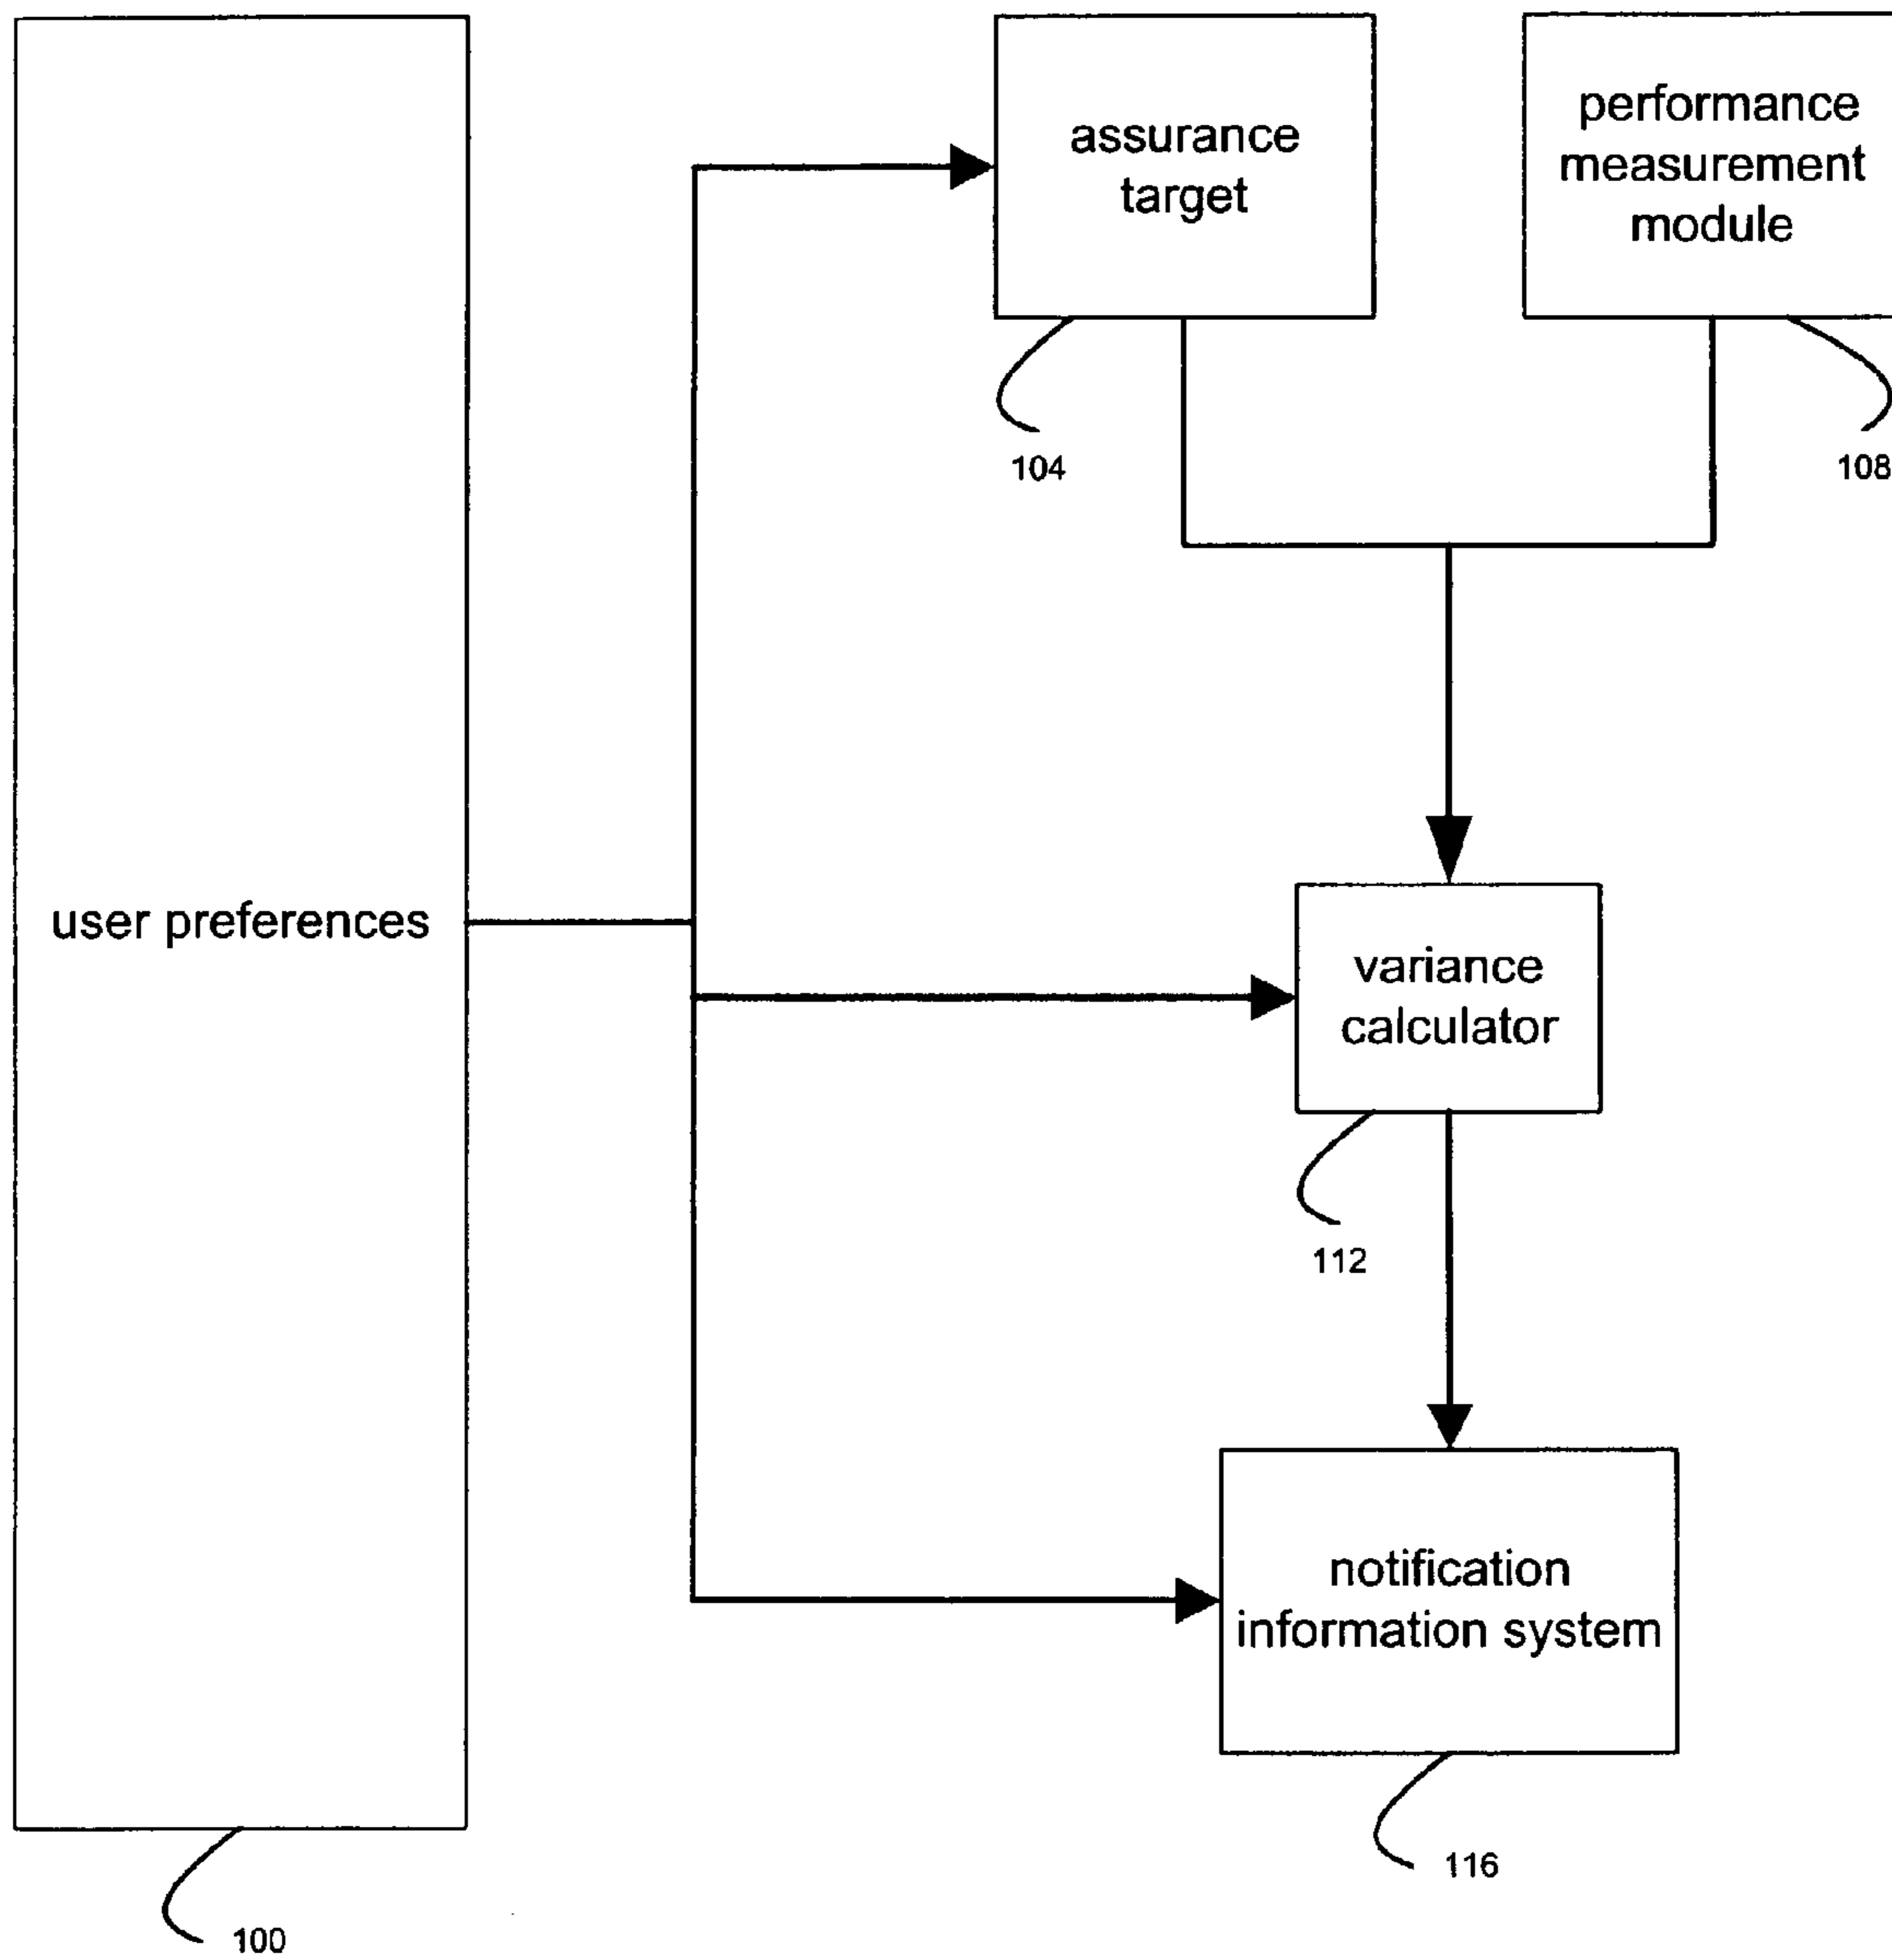 assurance
target
performance
measurement
module
104
108
user preferences
variance
calculator
112
notification
information system
116
100